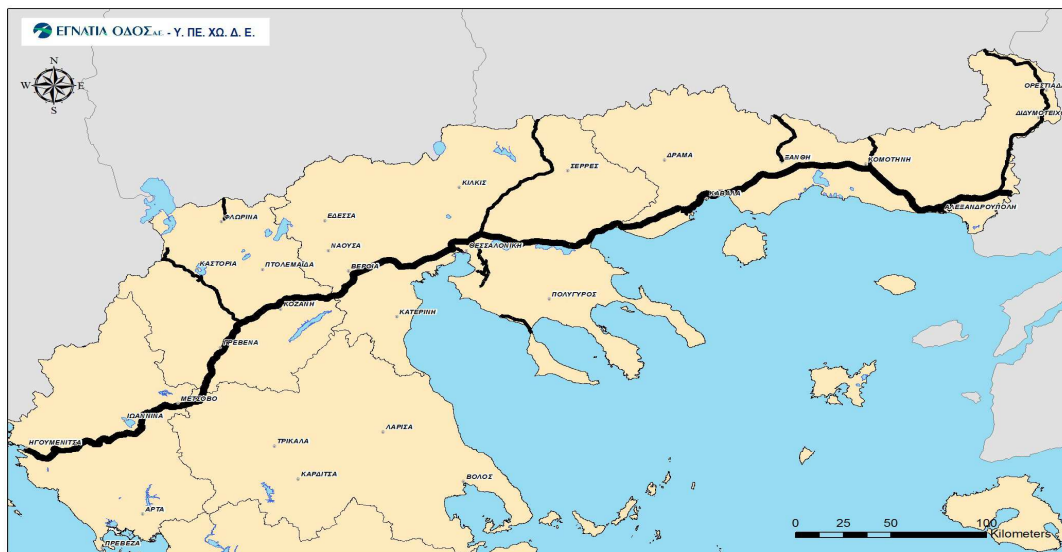 ΕΓΝΑΤΙΑ ΟΔΟΣ Α.Ε. - Υ. ΠΕ. ΧΩ. Δ. Ε.
N
W E
S
ΟΡΕΣΤΙΑΔΑ
ΔΙΔΥΜΟΤΕΙΧΟ
ΞΑΝΘΗ
ΚΟΜΟΤΗΝΗ
ΔΡΑΜΑ
ΣΕΡΡΕΣ
ΚΙΛΚΙΣ
ΚΑΒΑΛΑ
ΑΛΕΞΑΝΔΡΟΥΠΟΛΗ
ΦΛΩΡΙΝΑ
ΕΔΕΣΣΑ
ΝΑΟΥΣΑ
ΘΕΣΣΑΛΟΝΙΚΗ
ΚΑΣΤΟΡΙΑ
ΠΤΟΛΕΜΑΪΔΑ
ΒΕΡΟΙΑ
ΠΟΛΥΓΥΡΟΣ
ΚΟΖΑΝΗ
ΚΑΤΕΡΙΝΗ
ΓΡΕΒΕΝΑ
ΜΕΤΣΟΒΟ
ΙΩΑΝΝΙΝΑ
ΗΓΟΥΜΕΝΙΤΣΑ
ΛΑΡΙΣΑ
ΤΡΙΚΑΛΑ
ΚΑΡΔΙΤΣΑ
ΒΟΛΟΣ
ΑΡΤΑ
ΠΡΕΒΕΖΑ
0 25 50 100
Kilometers